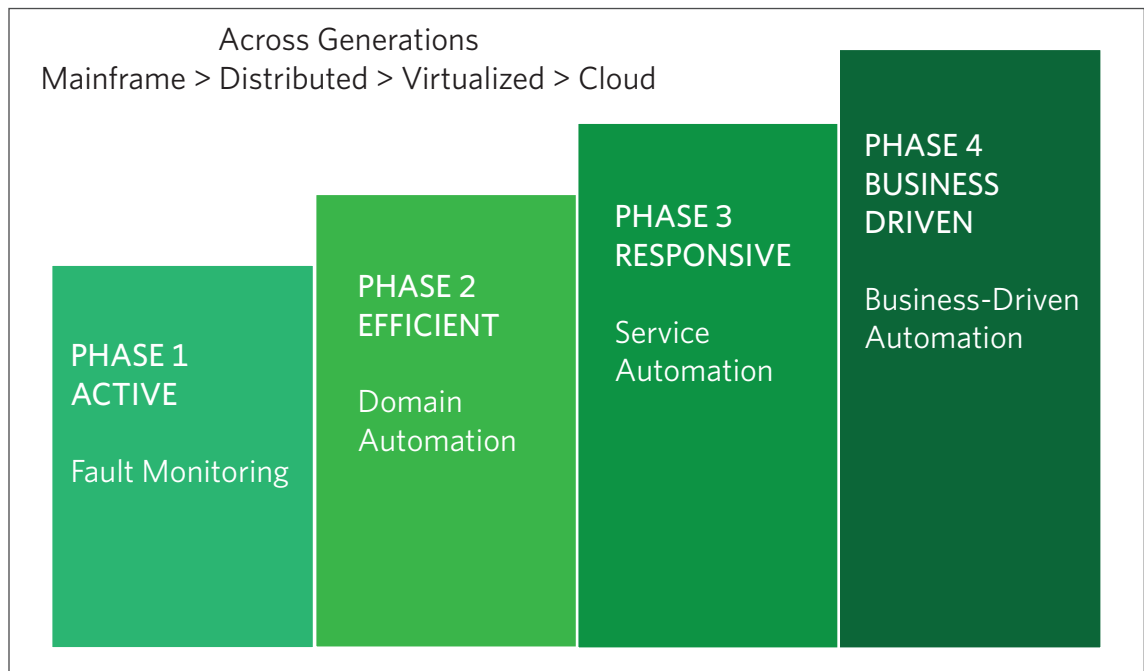 Across Generations
Mainframe > Distributed > Virtualized > Cloud
PHASE 1
ACTIVE
Fault Monitoring
PHASE 2
EFFICIENT
Domain
Automation
PHASE 3
RESPONSIVE
Service
Automation
PHASE 4
BUSINESS
DRIVEN
Business-Driven
Automation